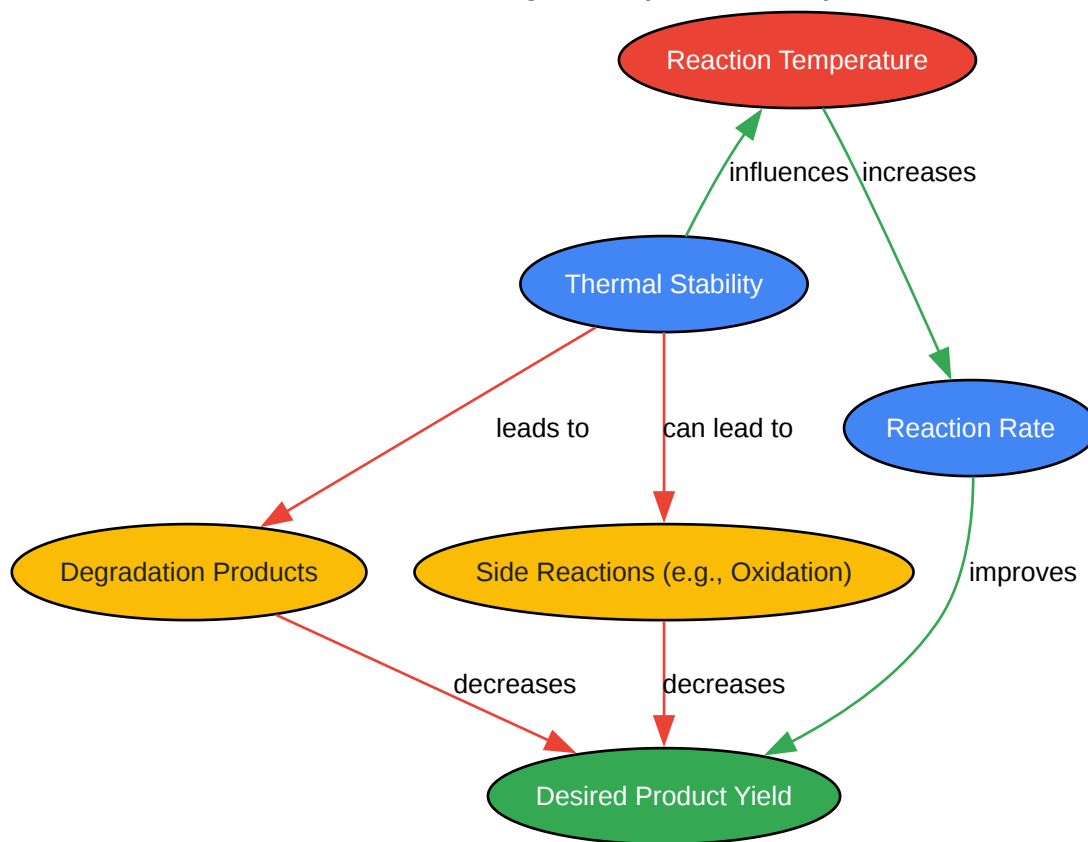 Reaction Temperature
influences
increases
Thermal Stability
leads to
can lead to
Reaction Rate
Degradation Products
Side Reactions (e.g., Oxidation)
improves
decreases
decreases
Desired Product Yield